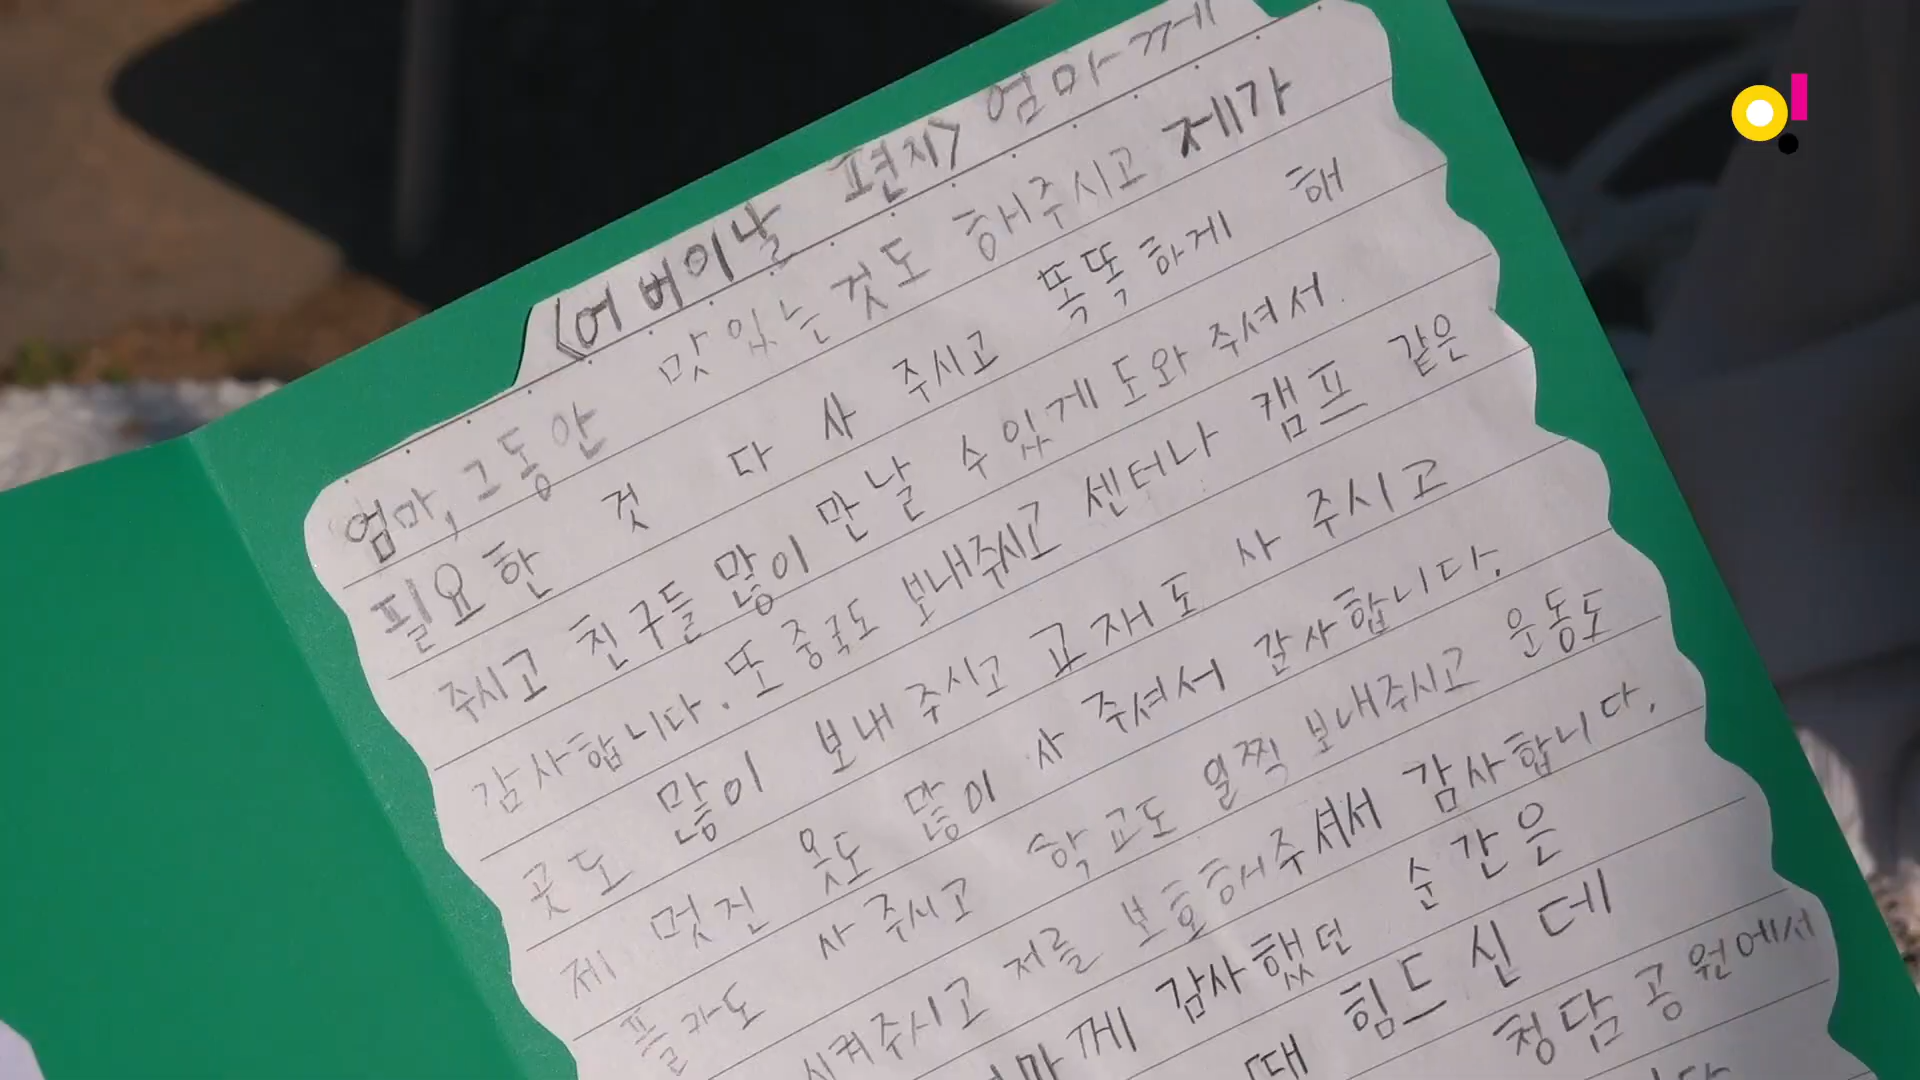 <어버이날 편지> 엄마께
엄마, 그동안 맛있는 것도 해주시고 제가
필요한 것 다 사 주시고 똑똑하게 해
주시고 친구들 많이 만날 수 있게 도와 주셔서
감사합니다. 또 중국도 보내주시고 센터나 캠프 같은
곳도 많이 보내 주시고 교재도 사 주시고
제 멋진 옷도 많이 사 주셔서 감사합니다.
플라도 사 주시고 학교도 일찍 보내주시고 운동도
시켜주시고 저를 보호해주셔서 감사합니다.
께 감사했던 순간은
때 힘드신데
청담공원에서